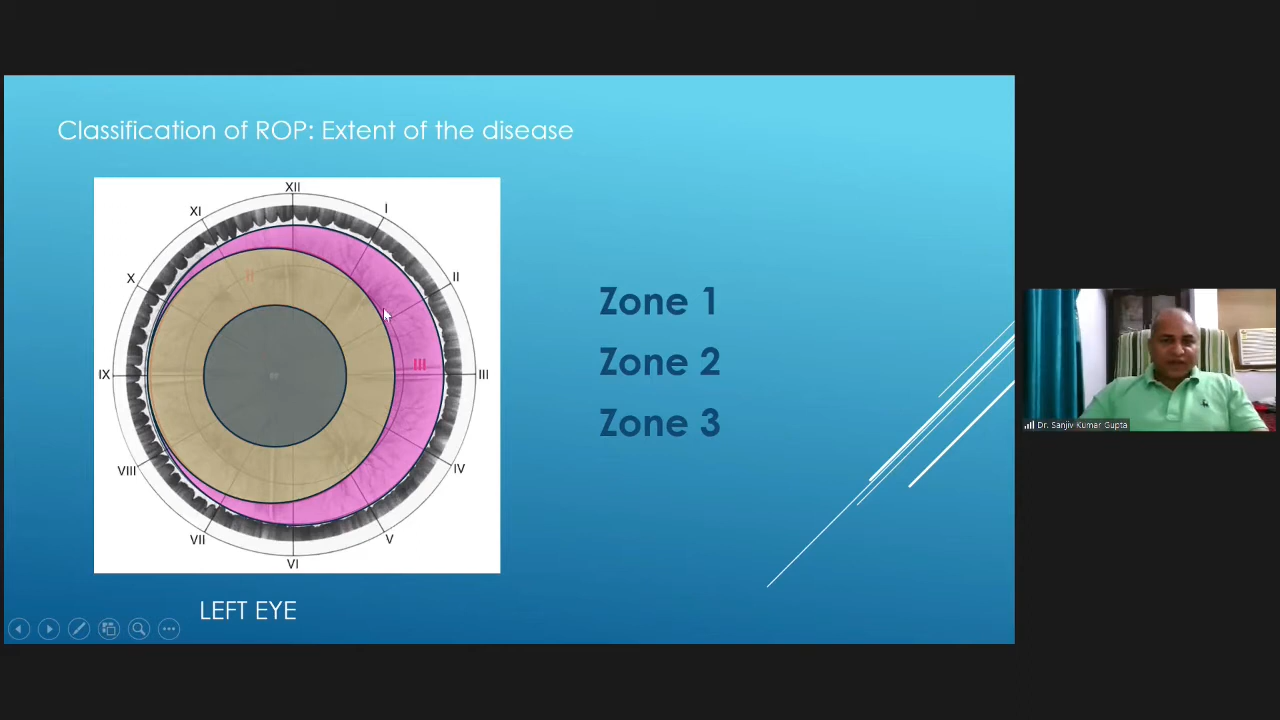 Classification of ROP: Extent of the disease
XII
XI
I
X
II
II
IX
III
III
VIII
IV
VII
V
VI
Zone 1
Zone 2
Zone 3
LEFT EYE
Dr. Sanjiv Kumar Gupta